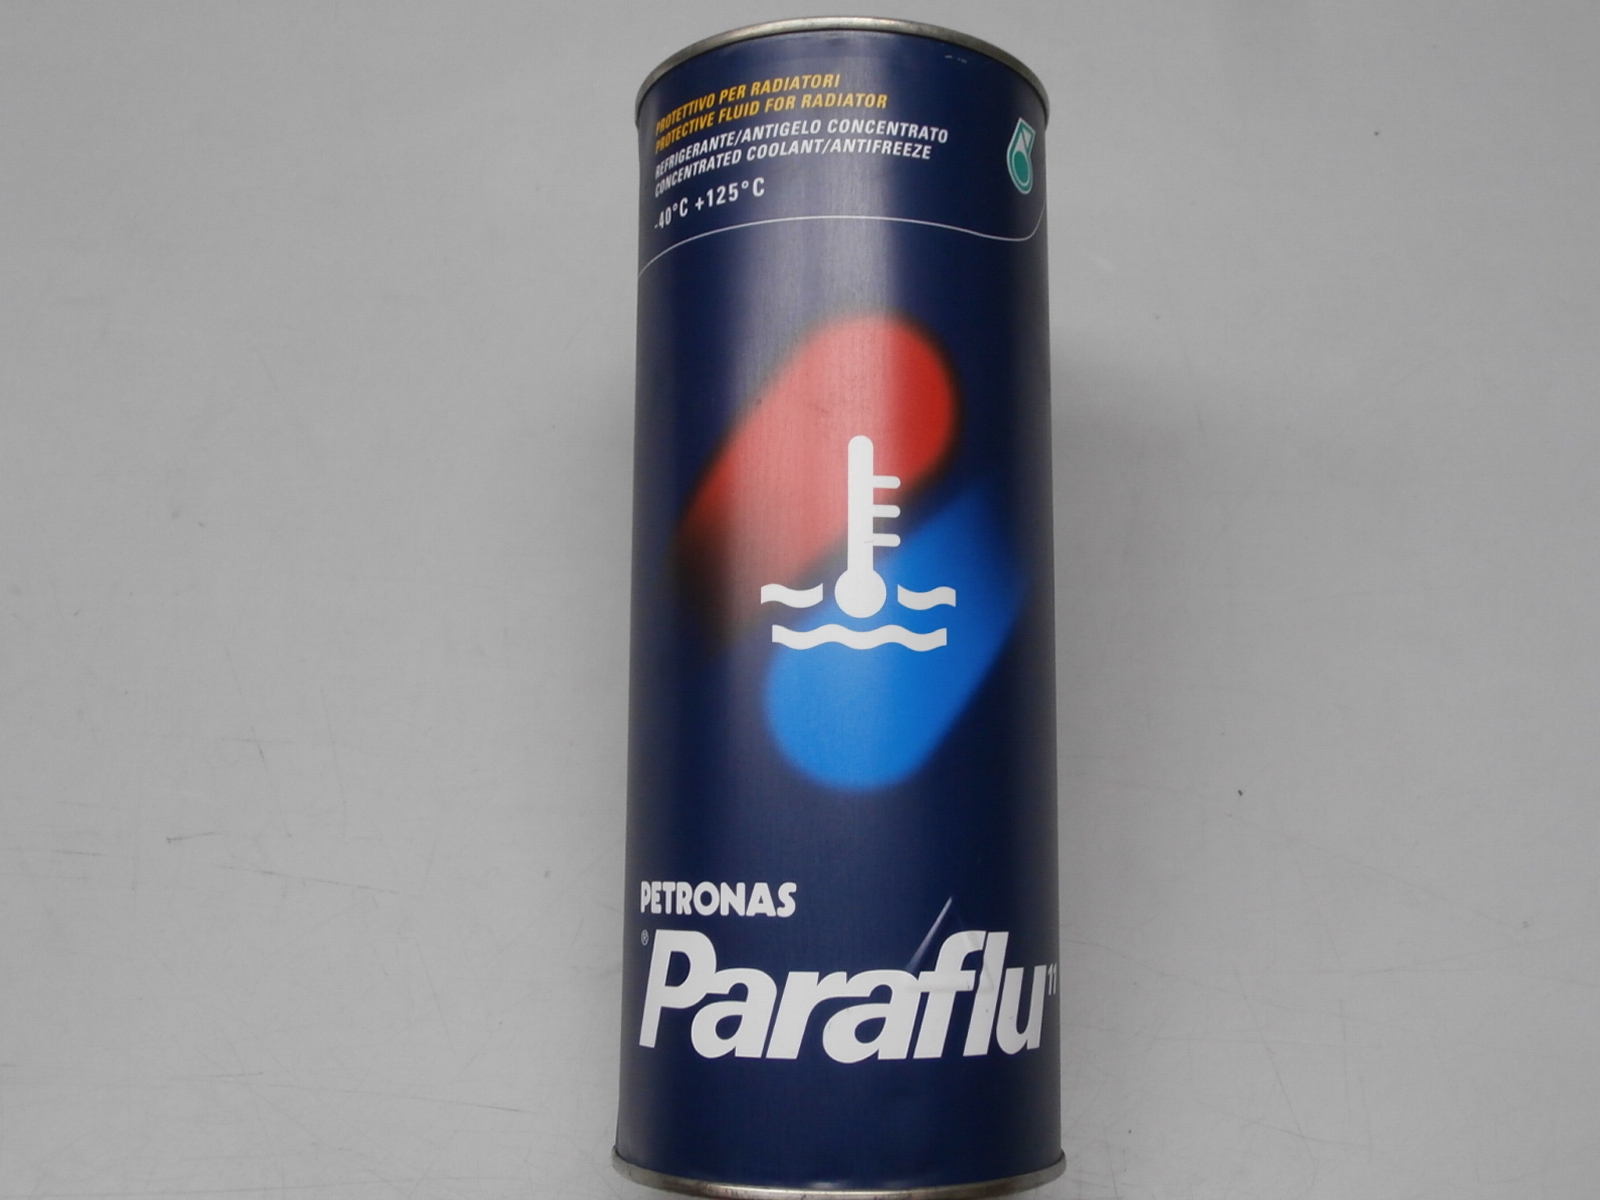 PROTETTIVO PER RADIATORI
PROTECTIVE FLUID FOR RADIATOR
REFRIGERANTE/ANTIGELO CONCENTRATO
CONCENTRATED COOLANT/ANTIFREEZE
-40°C +125°C
PETRONAS
® Paraflu 11